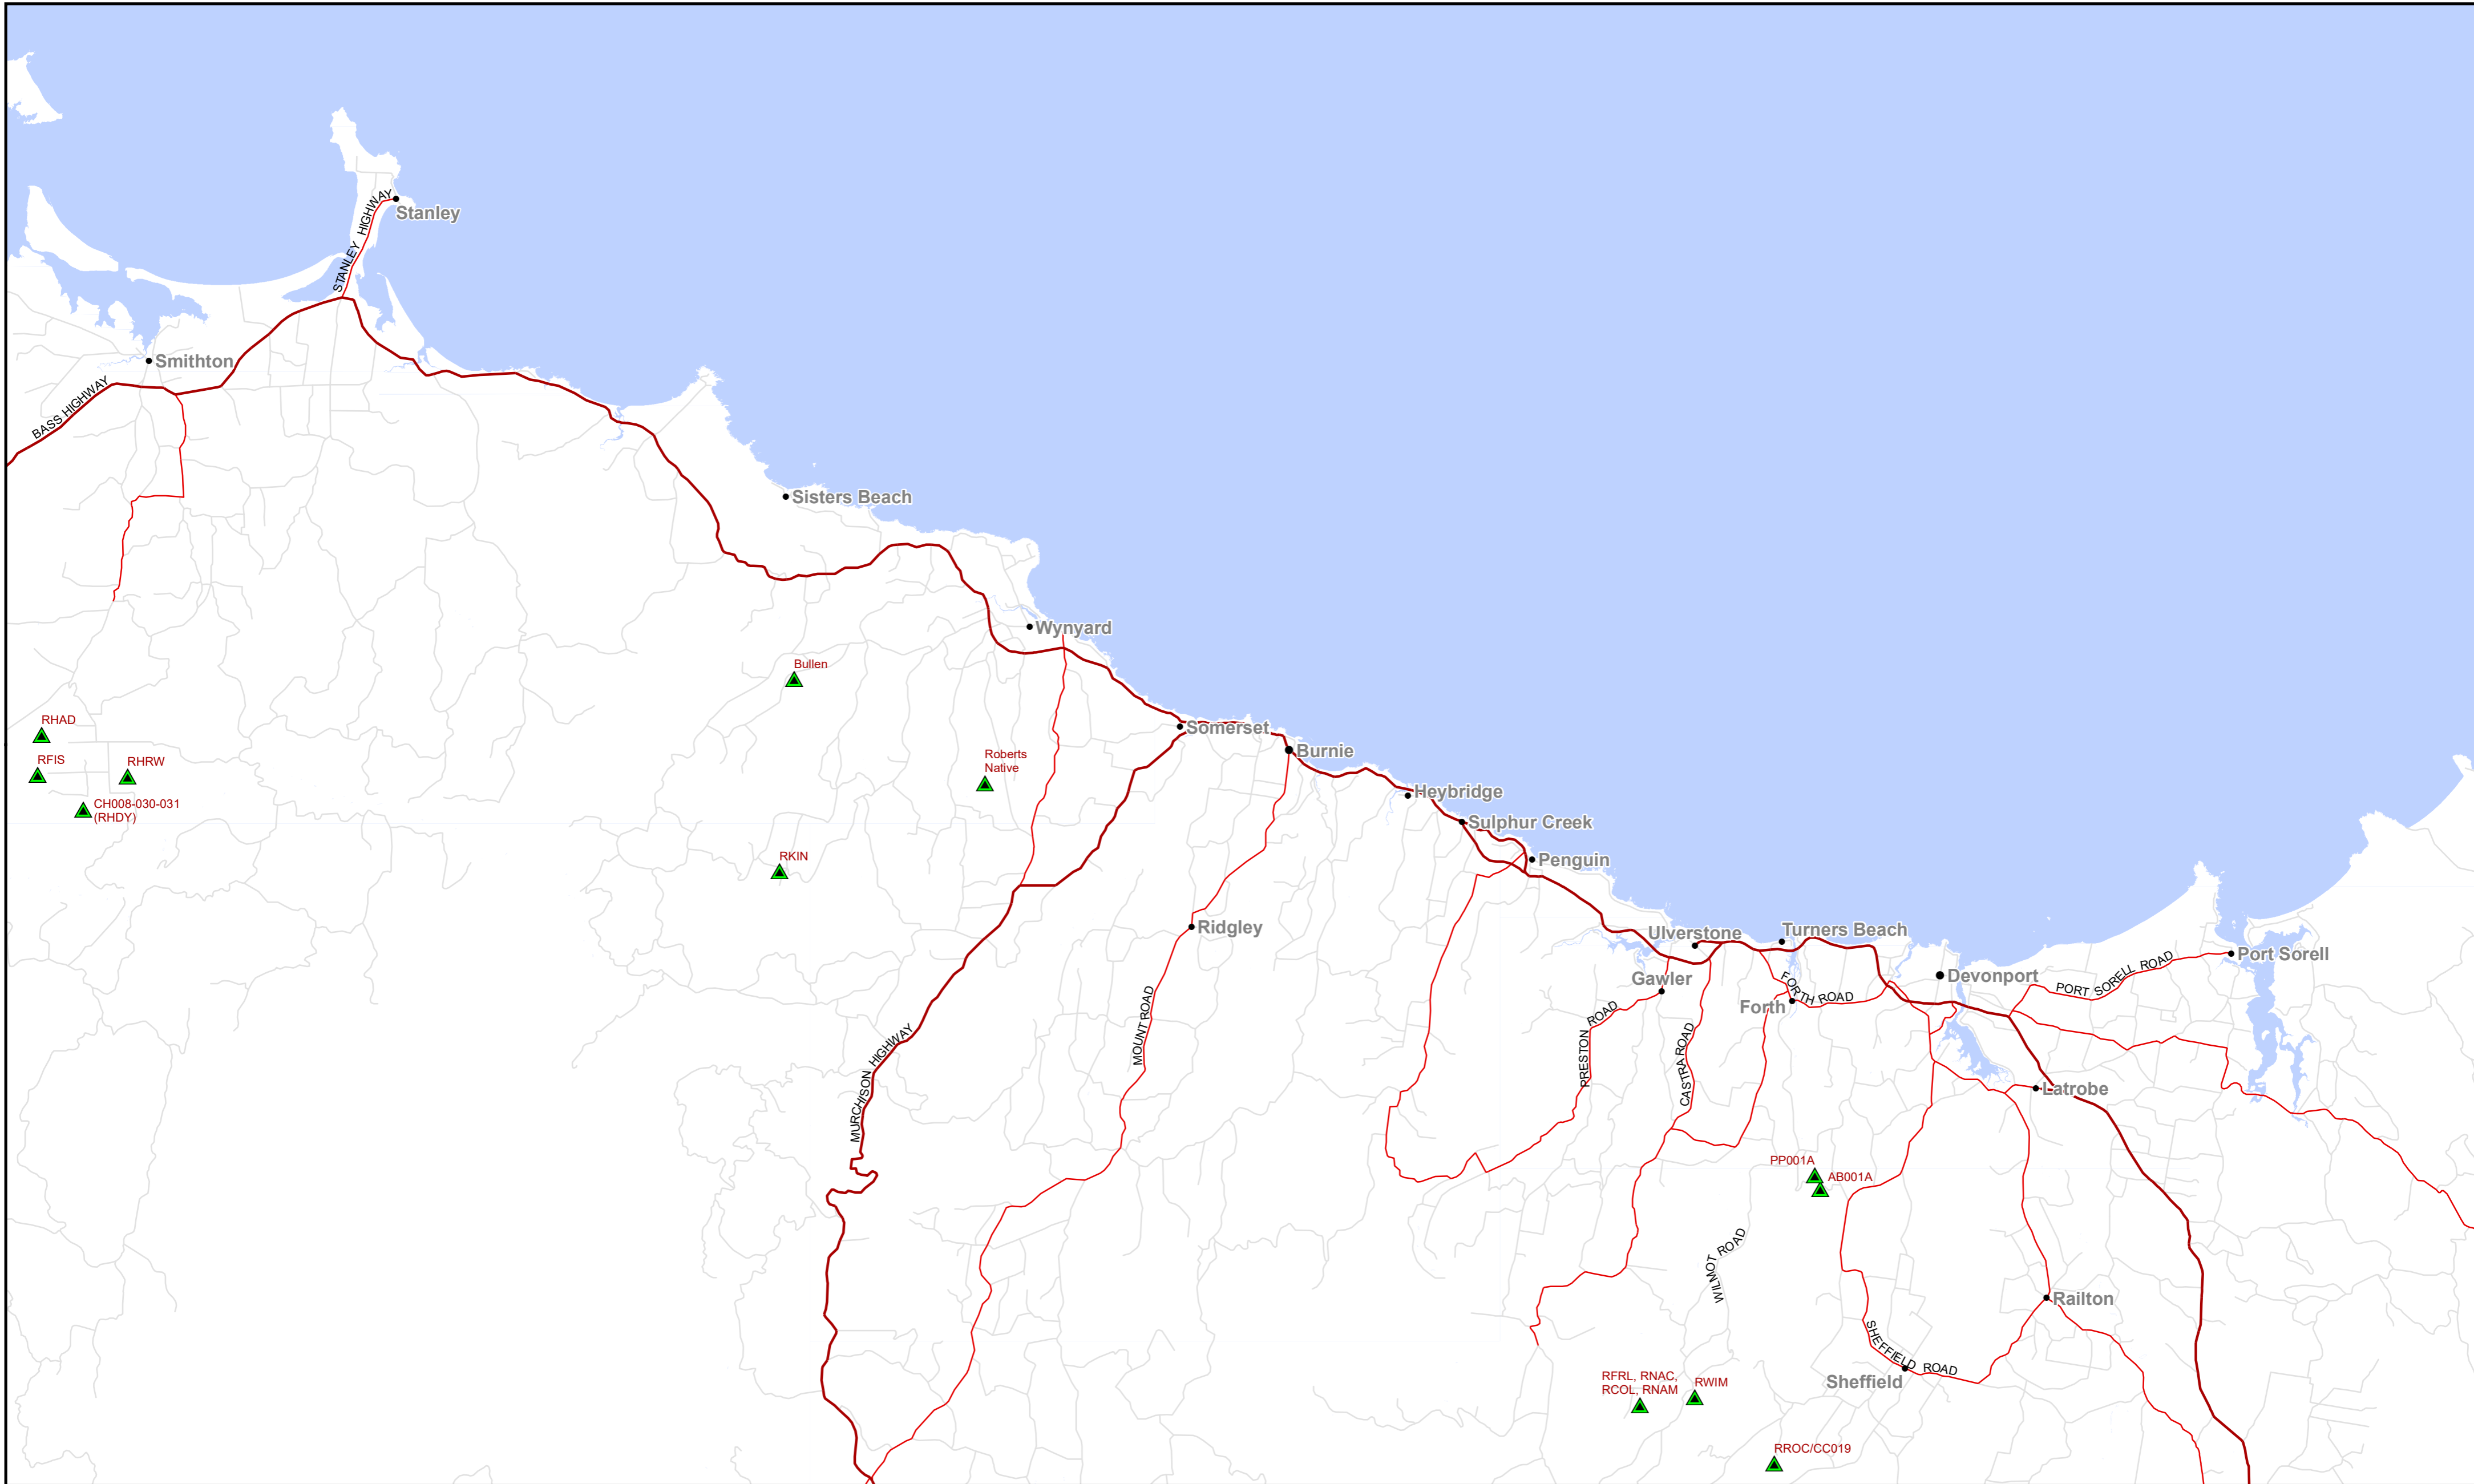 Stanley
STANLEY HIGHWAY
Smithton
BASS HIGHWAY
Sisters Beach
Wynyard
Bullen
RHAD
Somerset
Burnie
Roberts
Native
RFIS
RHRW
Heybridge
CH008-030-031
(RHDY)
Sulphur Creek
RKIN
Penguin
Ridgley
Ulverstone
Turners Beach
Port Sorell
PORT SORELL ROAD
Devonport
Gawler
FORTH ROAD
Forth
PRESTON ROAD
MOUNT ROAD
CASTRA ROAD
MURCHISON HIGHWAY
Latrobe
PP001A
AB001A
WILMOT ROAD
Railton
SHEFFIELD ROAD
Sheffield
RFRL, RNAC,
RCOL, RNAM
RWIM
RROC/CC019